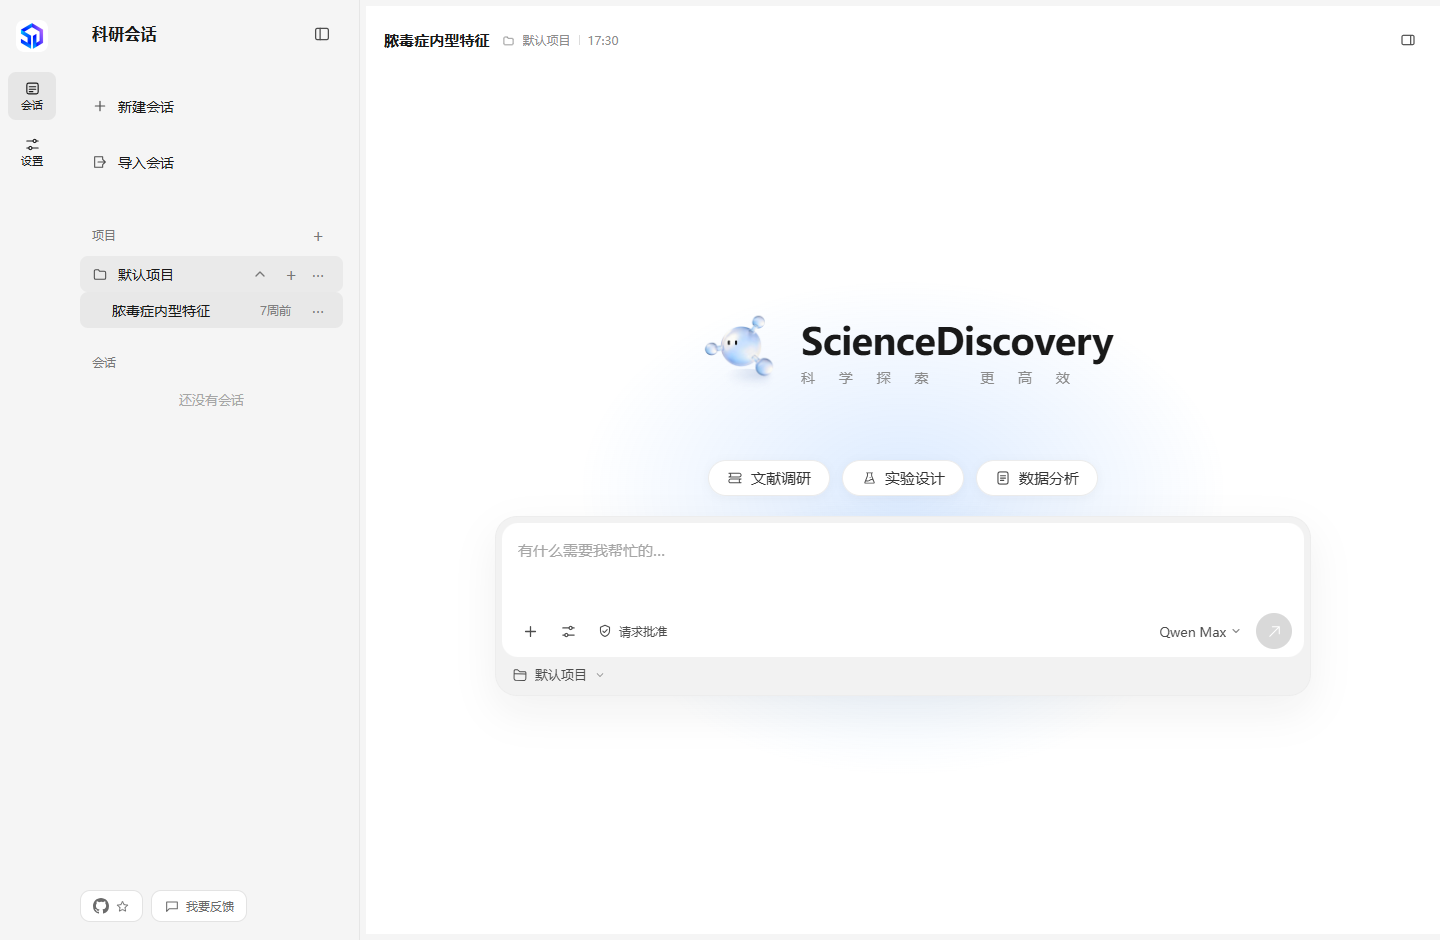 科研会话
会话
设置
新建会话
导入会话
项目
默认项目
脓毒症内型特征 7周前
会话
还没有会话
我要反馈
脓毒症内型特征 默认项目 17:30
ScienceDiscovery
科学探索 更高效
文献调研 实验设计 数据分析
有什么需要我帮忙的...
请求批准 Qwen Max
默认项目